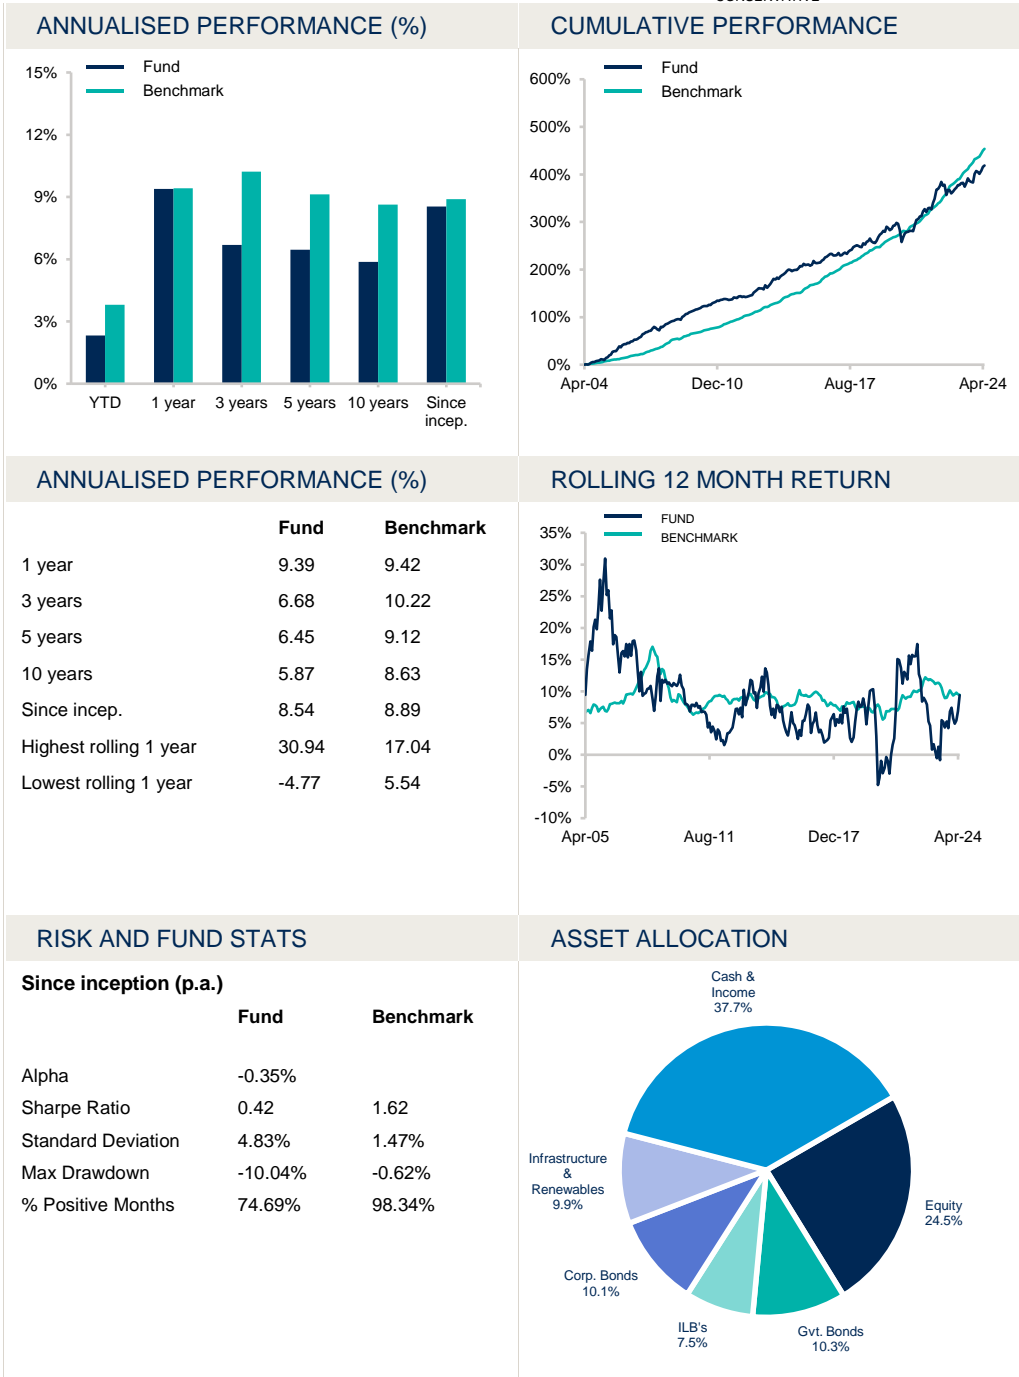 ANNUALISED PERFORMANCE (%)
15%
12%
9%
6%
3%
0%
Fund
Benchmark
YTD
1 year
3 years
5 years
10 years
Since
incep.
CUMULATIVE PERFORMANCE
600%
500%
400%
300%
200%
100%
0%
Fund
Benchmark
Apr-04
Dec-10
Aug-17
Apr-24
ANNUALISED PERFORMANCE (%)
Fund Benchmark
1 year 9.39 9.42
3 years 6.68 10.22
5 years 6.45 9.12
10 years 5.87 8.63
Since incep. 8.54 8.89
Highest rolling 1 year 30.94 17.04
Lowest rolling 1 year -4.77 5.54
ROLLING 12 MONTH RETURN
35%
30%
25%
20%
15%
10%
5%
0%
-5%
-10%
FUND
BENCHMARK
Apr-05
Aug-11
Dec-17
Apr-24
RISK AND FUND STATS
Since inception (p.a.)
Fund Benchmark
Alpha -0.35%
Sharpe Ratio 0.42 1.62
Standard Deviation 4.83% 1.47%
Max Drawdown -10.04% -0.62%
% Positive Months 74.69% 98.34%
ASSET ALLOCATION
Cash &
Income
37.7%
Equity
24.5%
Gvt. Bonds
10.3%
ILB's
7.5%
Corp. Bonds
10.1%
Infrastructure
&
Renewables
9.9%